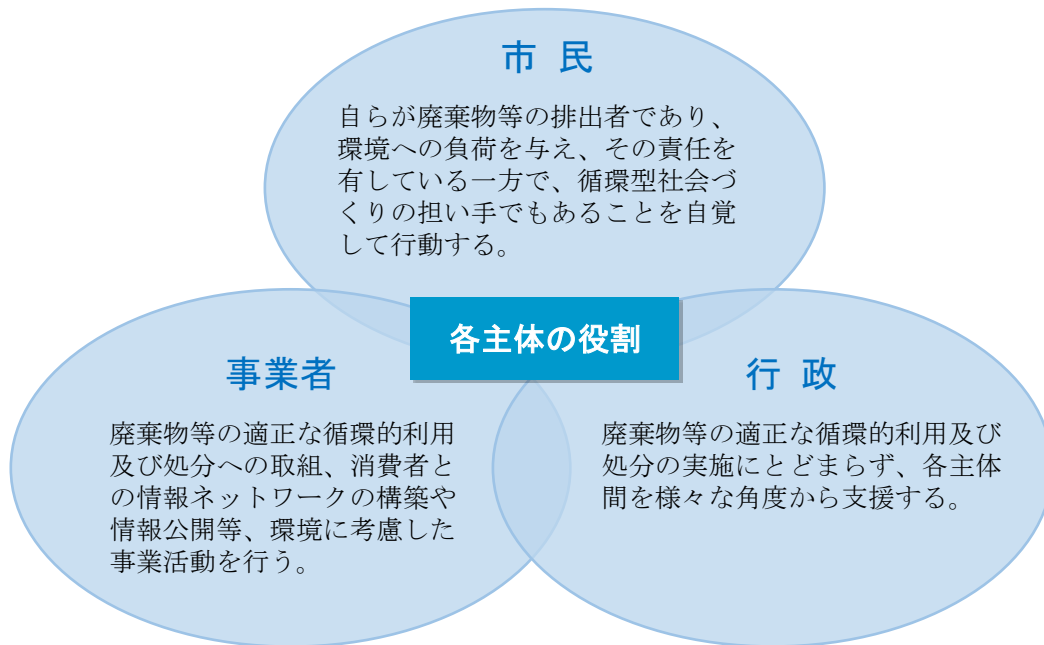 市 民
自らが廃棄物等の排出者であり、
環境への負荷を与え、その責任を
有している一方で、循環型社会づ
くりの担い手でもあることを自覚
して行動する。
各主体の役割
事業者
廃棄物等の適正な循環的利用
及び処分への取組、消費者と
の情報ネットワークの構築や
情報公開等、環境に考慮した
事業活動を行う。
行 政
廃棄物等の適正な循環的利用及び
処分の実施にとどまらず、各主体
間を様々な角度から支援する。